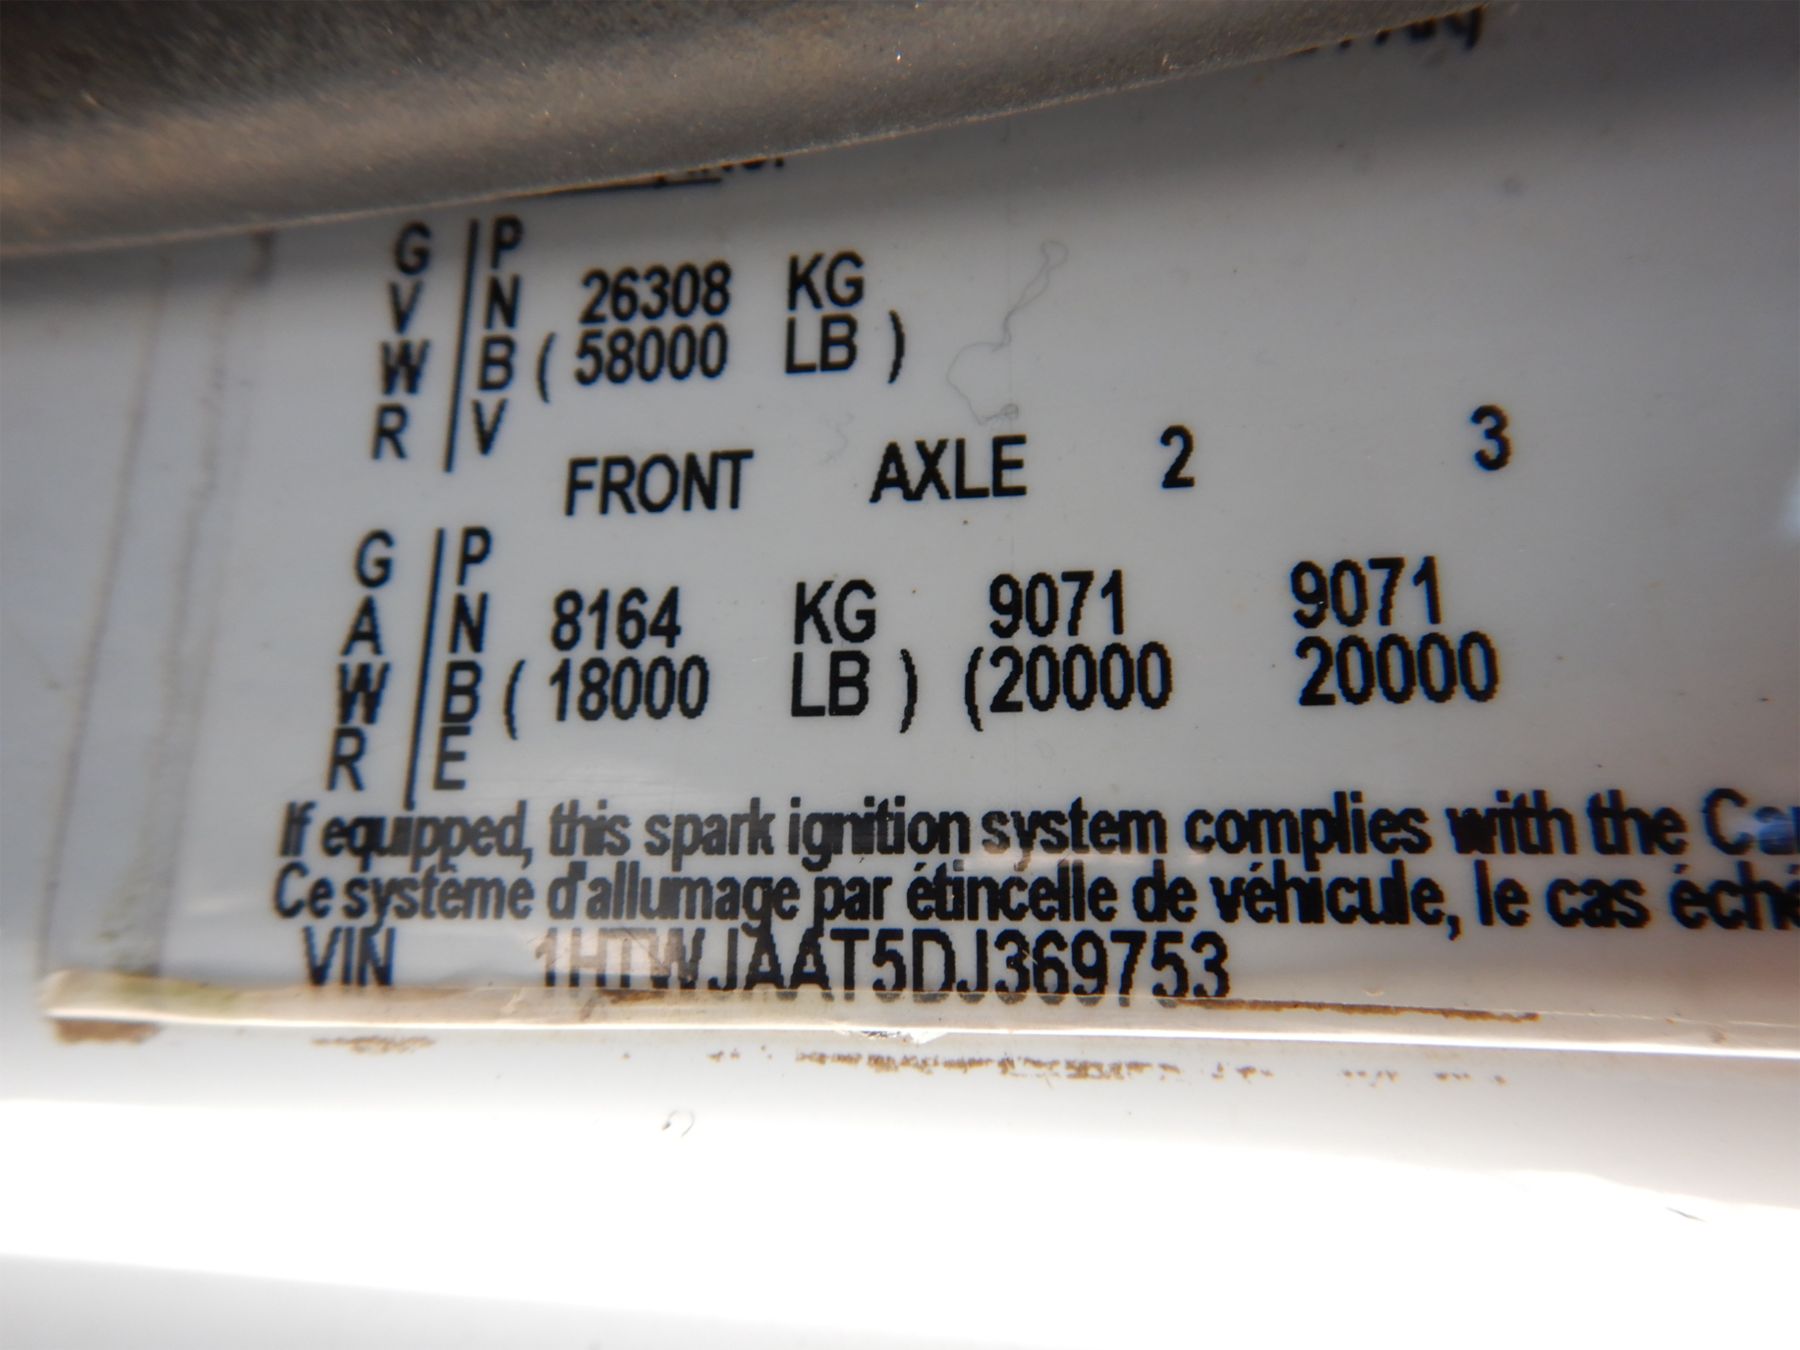 G | P
V | N 26308 KG
W | B ( 58000 LB )
R | V
FRONT AXLE 2 3
G | P
A | N 8164 KG 9071 9071
W | B ( 18000 LB ) (20000 20000
R | E
If equipped, this spark ignition system complies with the
Ce système d'allumage par étincelle de véhicule, le cas
VIN 1HTWJAAT5DJ369753